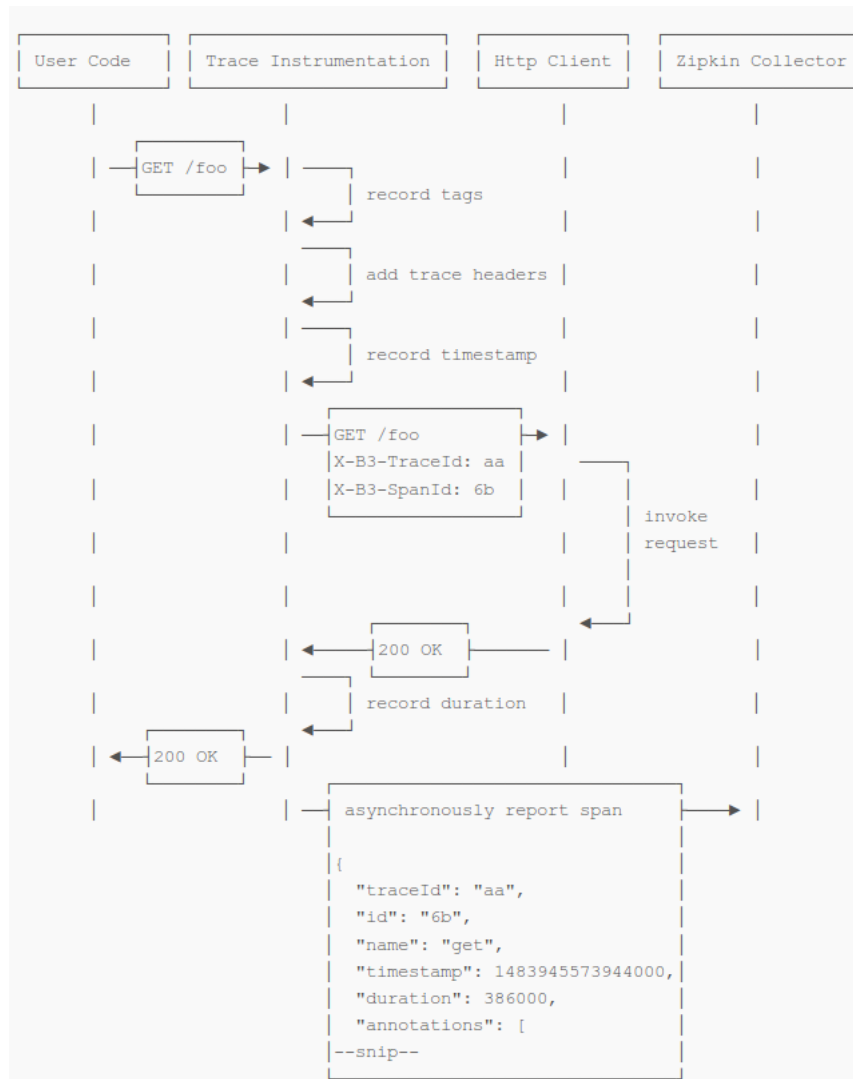 User Code Trace Instrumentation Http Client Zipkin Collector
GET /foo
record tags
add trace headers
record timestamp
GET /foo
X-B3-TraceId: aa
X-B3-SpanId: 6b
invoke
request
200 OK
record duration
200 OK
asynchronously report span
{
"traceId": "aa",
"id": "6b",
"name": "get",
"timestamp": 1483945573944000,
"duration": 386000,
"annotations": [
--snip--